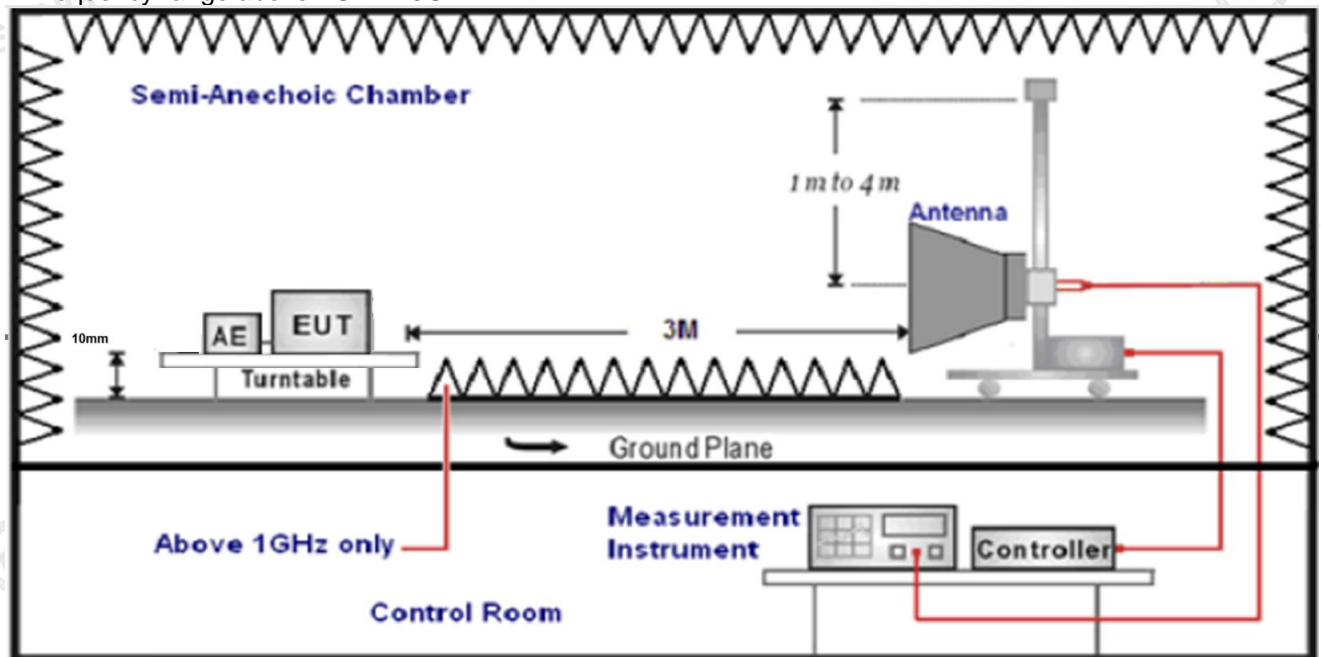 Semi-Anechoic Chamber
1 m to 4 m
Antenna
AE
EUT
3M
10mm
Turntable
Ground Plane
Above 1GHz only
Measurement
Instrument
Controller
Control Room